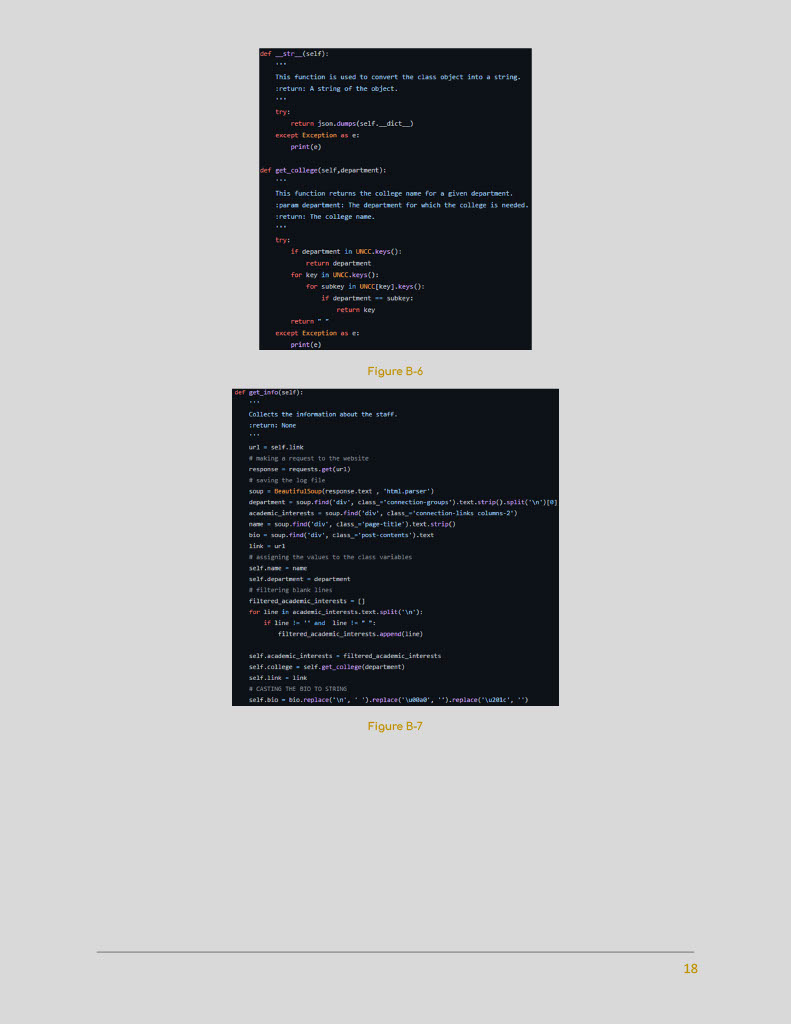 def __str__(self):
    '''
    This function is used to convert the class object into a string.
    :return: A string of the object.
    '''
    try:
        return json.dumps(self.__dict__)
    except Exception as e:
        print(e)
def get_college(self,department):
    '''
    This function returns the college name for a given department.
    :param department: The department for which the college is needed.
    :return: The college name.
    '''
    try:
        if department in UNCC.keys():
            return department
        for key in UNCC.keys():
            for subkey in UNCC[key].keys():
                if department == subkey:
                    return key
        return " "
    except Exception as e:
        print(e)
Figure B-6
def get_info(self):
    '''
    Collects the information about the staff.
    :return: None
    '''
    url = self.link
    # making a request to the website
    response = requests.get(url)
    # saving the log file
    soup = BeautifulSoup(response.text , 'html.parser')
    department = soup.find('div', class_='connection-groups').text.strip().split('\n')[0]
    academic_interests = soup.find('div', class_='connection-links columns-2')
    name = soup.find('div', class_='page-title').text.strip()
    bio = soup.find('div', class_='post-contents').text
    link = url
    # assigning the values to the class variables
    self.name = name
    self.department = department
    # filtering blank lines
    filtered_academic_interests = []
    for line in academic_interests.text.split('\n'):
        if line != '' and  line != " ":
            filtered_academic_interests.append(line)
    self.academic_interests = filtered_academic_interests
    self.college = self.get_college(department)
    self.link = link
    # CASTING THE BIO TO STRING
    self.bio = bio.replace('\n', ' ').replace('\u00a0', '').replace('\u201c', '')
Figure B-7
18